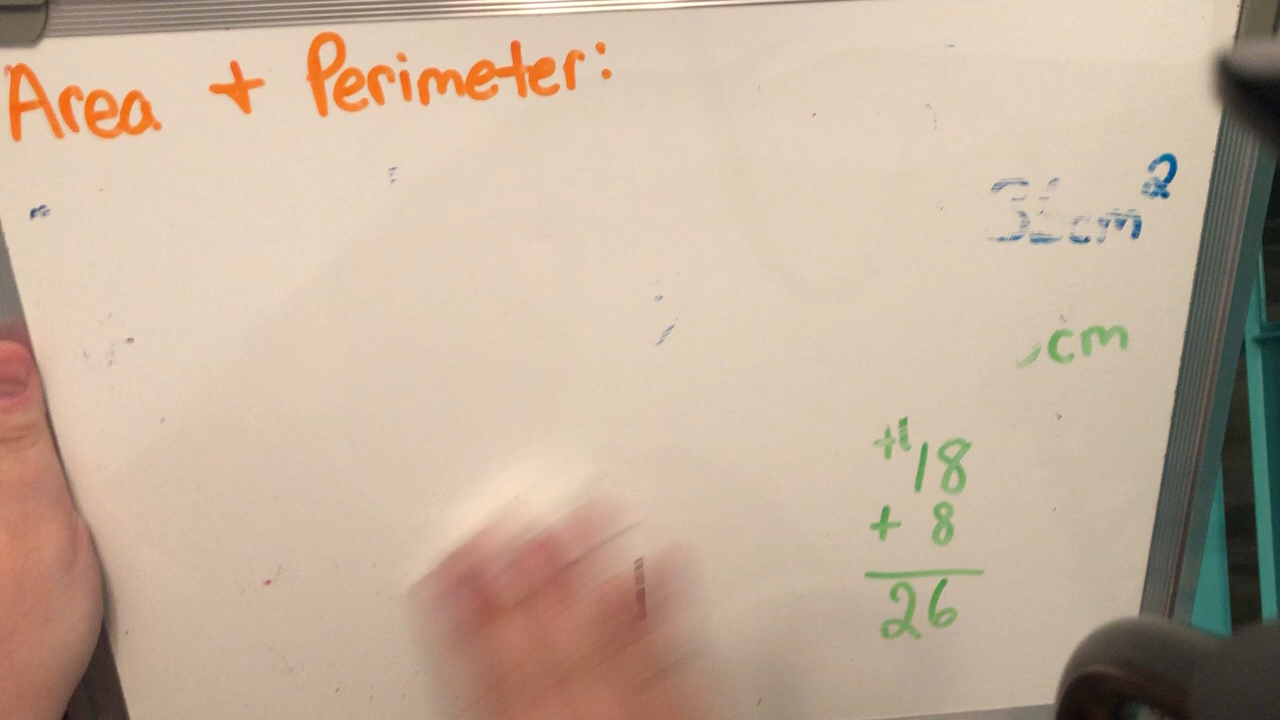 Area + Perimeter:
cm²
cm
+1
18
+ 8
26